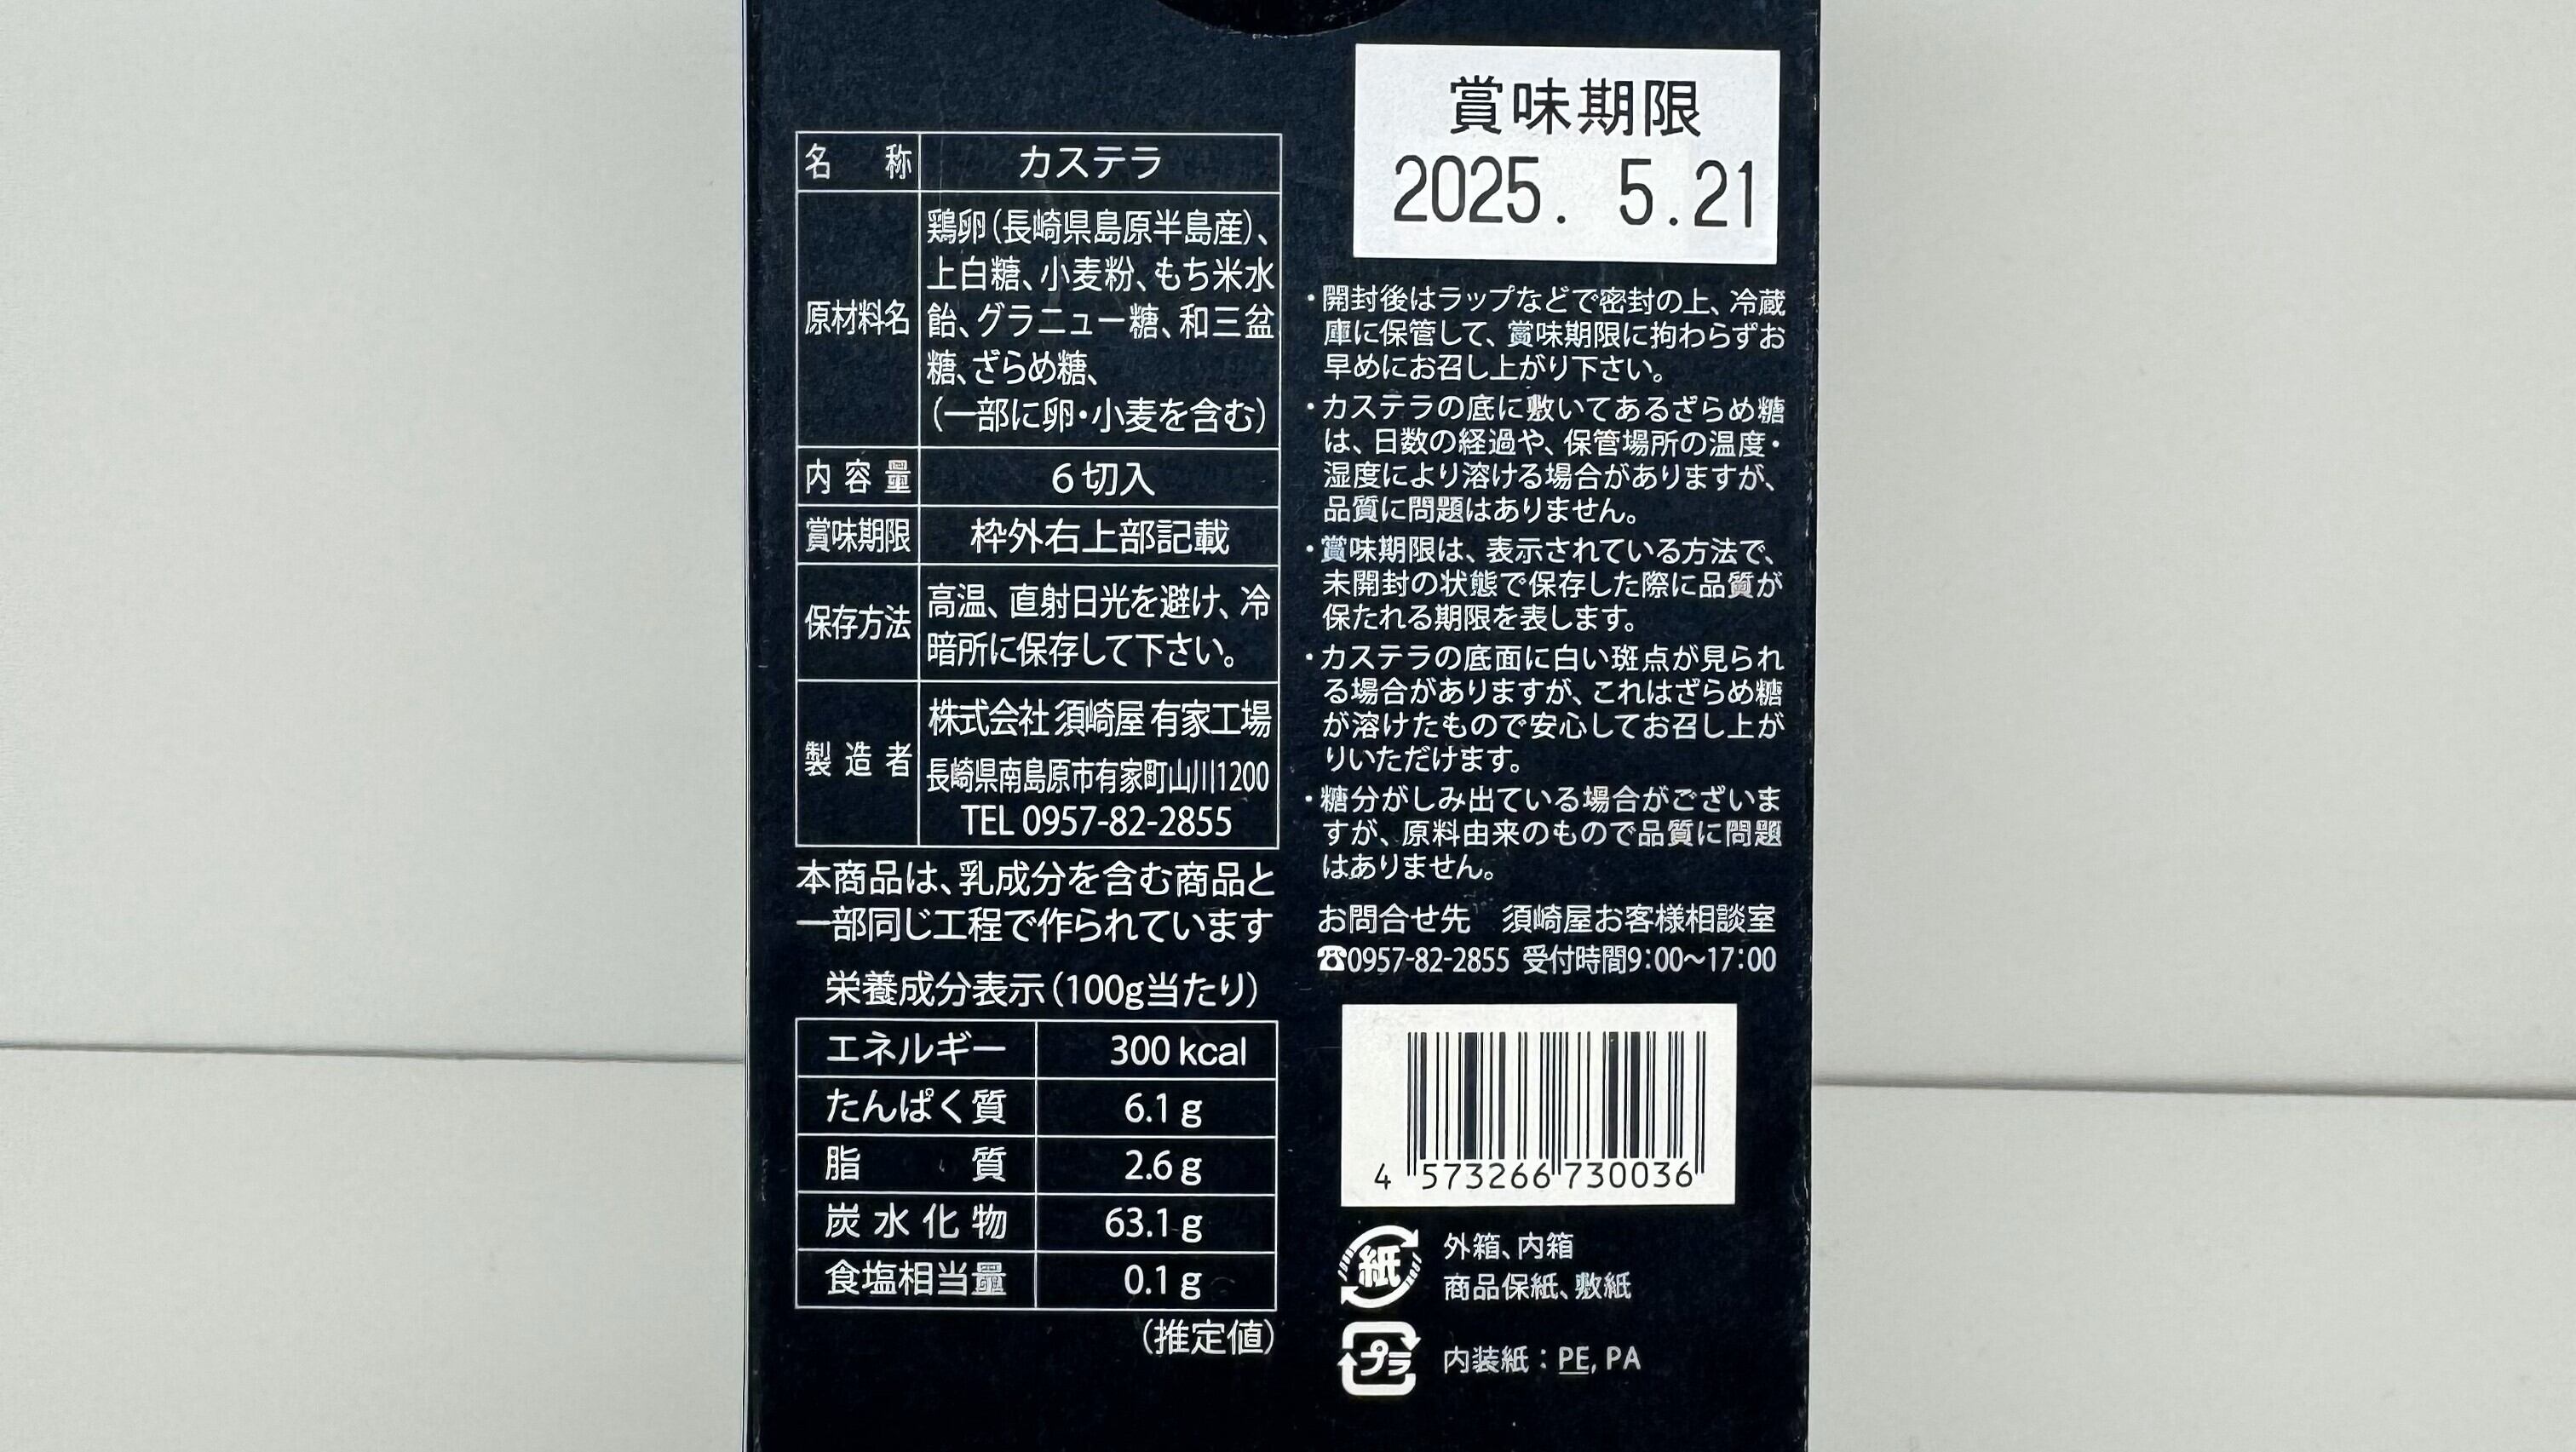 名 称 カステラ
原材料名
鶏卵（長崎県島原半島産）、
上白糖、小麦粉、もち米水
飴、グラニュー糖、和三盆
糖、ざらめ糖、
（一部に卵・小麦を含む）
内容量 6切入
賞味期限 枠外右上部記載
保存方法
高温、直射日光を避け、冷
暗所に保存して下さい。
製造者
株式会社 須崎屋 有家工場
長崎県南島原市有家町山川1200
TEL 0957-82-2855
本商品は、乳成分を含む商品と
一部同じ工程で作られています
栄養成分表示（100g当たり）
エネルギー 300 kcal
たんぱく質 6.1 g
脂 質 2.6 g
炭水化物 63.1 g
食塩相当量 0.1 g
（推定値）
賞味期限
2025. 5.21
・開封後はラップなどで密封の上、冷蔵
庫に保管して、賞味期限に拘わらずお
早めにお召し上がり下さい。
・カステラの底に敷いてあるざらめ糖
は、日数の経過や、保管場所の温度・
湿度により溶ける場合がありますが、
品質に問題はありません。
・賞味期限は、表示されている方法で、
未開封の状態で保存した際に品質が
保たれる期限を表します。
・カステラの底面に白い斑点が見られ
る場合がありますが、これはざらめ糖
が溶けたもので安心してお召し上が
りいただけます。
・糖分がしみ出ている場合がございま
すが、原料由来のもので品質に問題
はありません。
お問合せ先 須崎屋お客様相談室
☎0957-82-2855 受付時間9:00〜17:00
4 573266 730036
紙
外箱、内箱
商品保紙、敷紙
プラ
内装紙：PE, PA